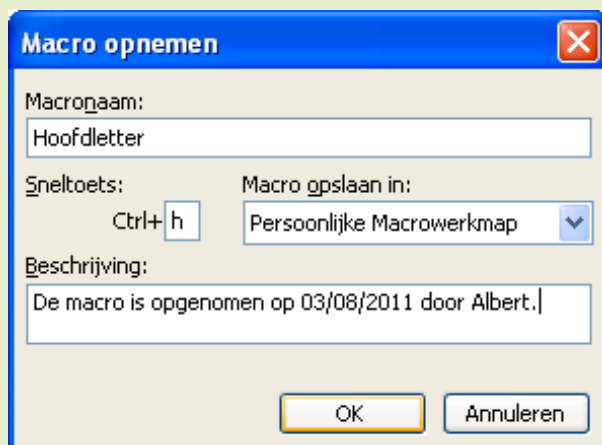 Macro opnemen
Macronaam:
Hoofdletter
Sneltoets: Macro opslaan in:
Ctrl+ h Persoonlijke Macrowerkmap
Beschrijving:
De macro is opgenomen op 03/08/2011 door Albert.
OK Annuleren